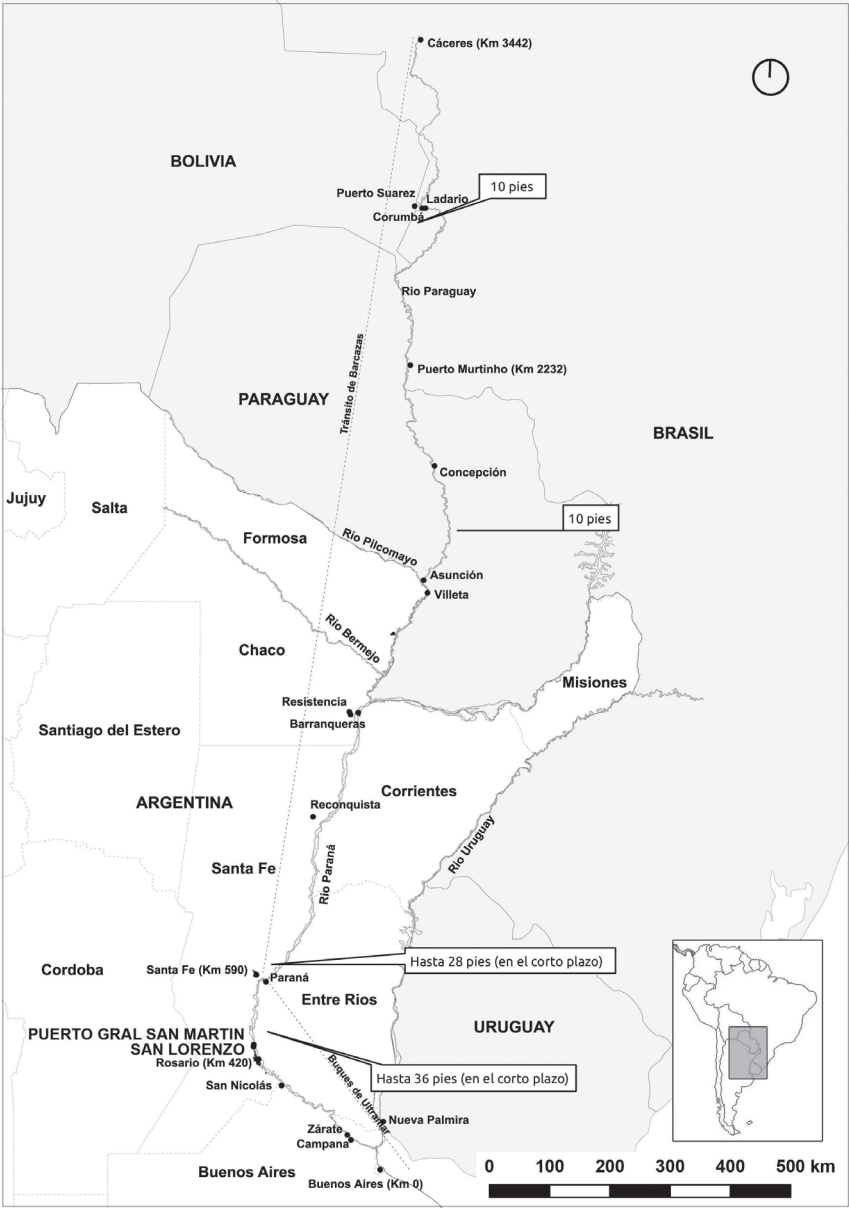 Cáceres (Km 3442)
BOLIVIA
10 pies
Puerto Suarez
Ladario
Corumbá
Rio Paraguay
Tránsito de Barcazas
Puerto Murtinho (Km 2232)
PARAGUAY
BRASIL
Concepción
Jujuy
Salta
10 pies
Formosa
Río Pilcomayo
Asunción
Villeta
Rio Bermejo
Chaco
Misiones
Resistencia
Barranqueras
Santiago del Estero
Corrientes
ARGENTINA
Reconquista
Rio Uruguay
Río Paraná
Santa Fe
Hasta 28 pies (en el corto plazo)
Cordoba
Santa Fe (Km 590)
Paraná
Entre Rios
URUGUAY
PUERTO GRAL SAN MARTIN
SAN LORENZO
Rosario (Km 420)
Hasta 36 pies (en el corto plazo)
San Nicolás
Buques de Ultramar
Nueva Palmira
Zárate
Campana
Buenos Aires
Buenos Aires (Km 0)
0 100 200 300 400 500 km